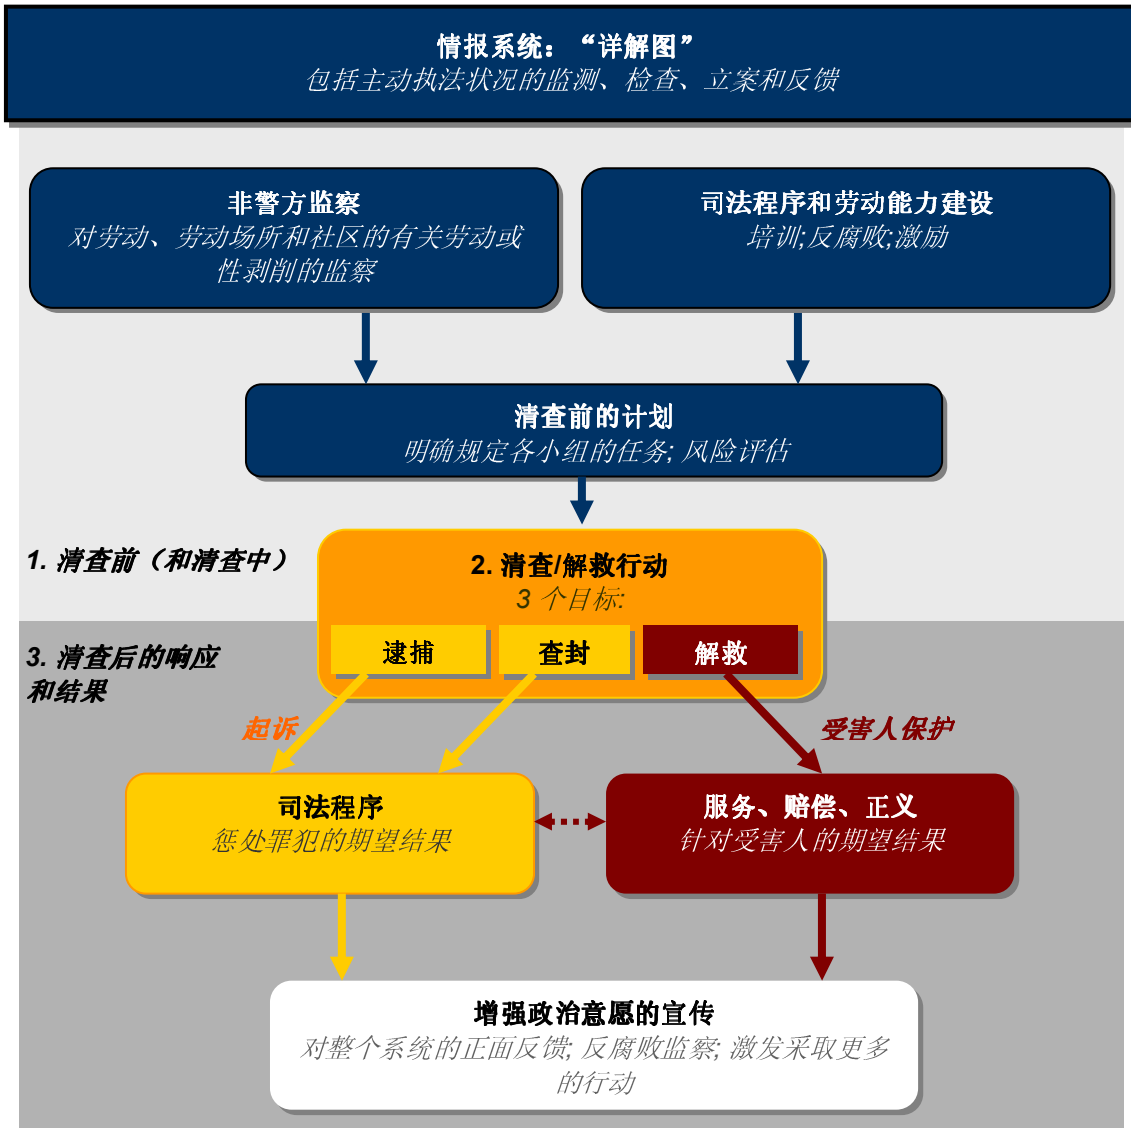 情报系统：“详解图”
包括主动执法状况的监测、检查、立案和反馈
非警方监察
对劳动、劳动场所和社区的有关劳动或
性剥削的监察
司法程序和劳动能力建设
培训;反腐败;激励
清查前的计划
明确规定各小组的任务; 风险评估
1. 清查前（和清查中）
2. 清查/解救行动
3 个目标:
逮捕
查封
解救
3. 清查后的响应
和结果
起诉
受害人保护
司法程序
惩处罪犯的期望结果
服务、赔偿、正义
针对受害人的期望结果
增强政治意愿的宣传
对整个系统的正面反馈; 反腐败监察; 激发采取更多
的行动